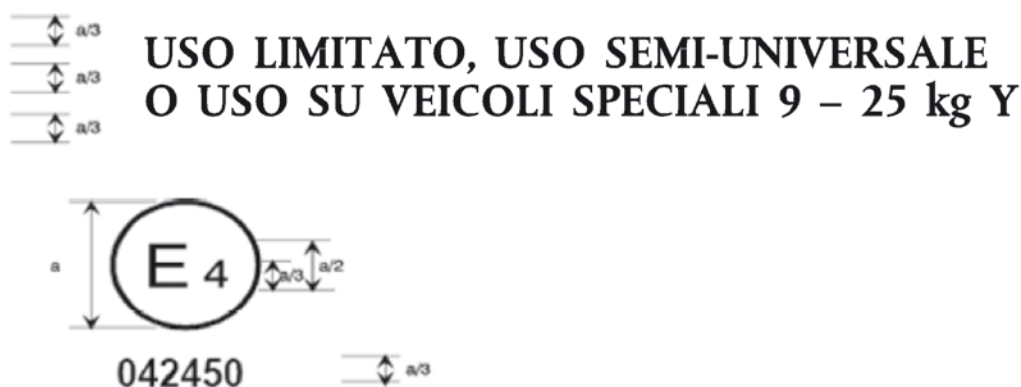 a/3
USO LIMITATO, USO SEMI-UNIVERSALE
a/3
O USO SU VEICOLI SPECIALI 9 – 25 kg Y
a/3
a
E 4
a/3
a/2
042450
a/3